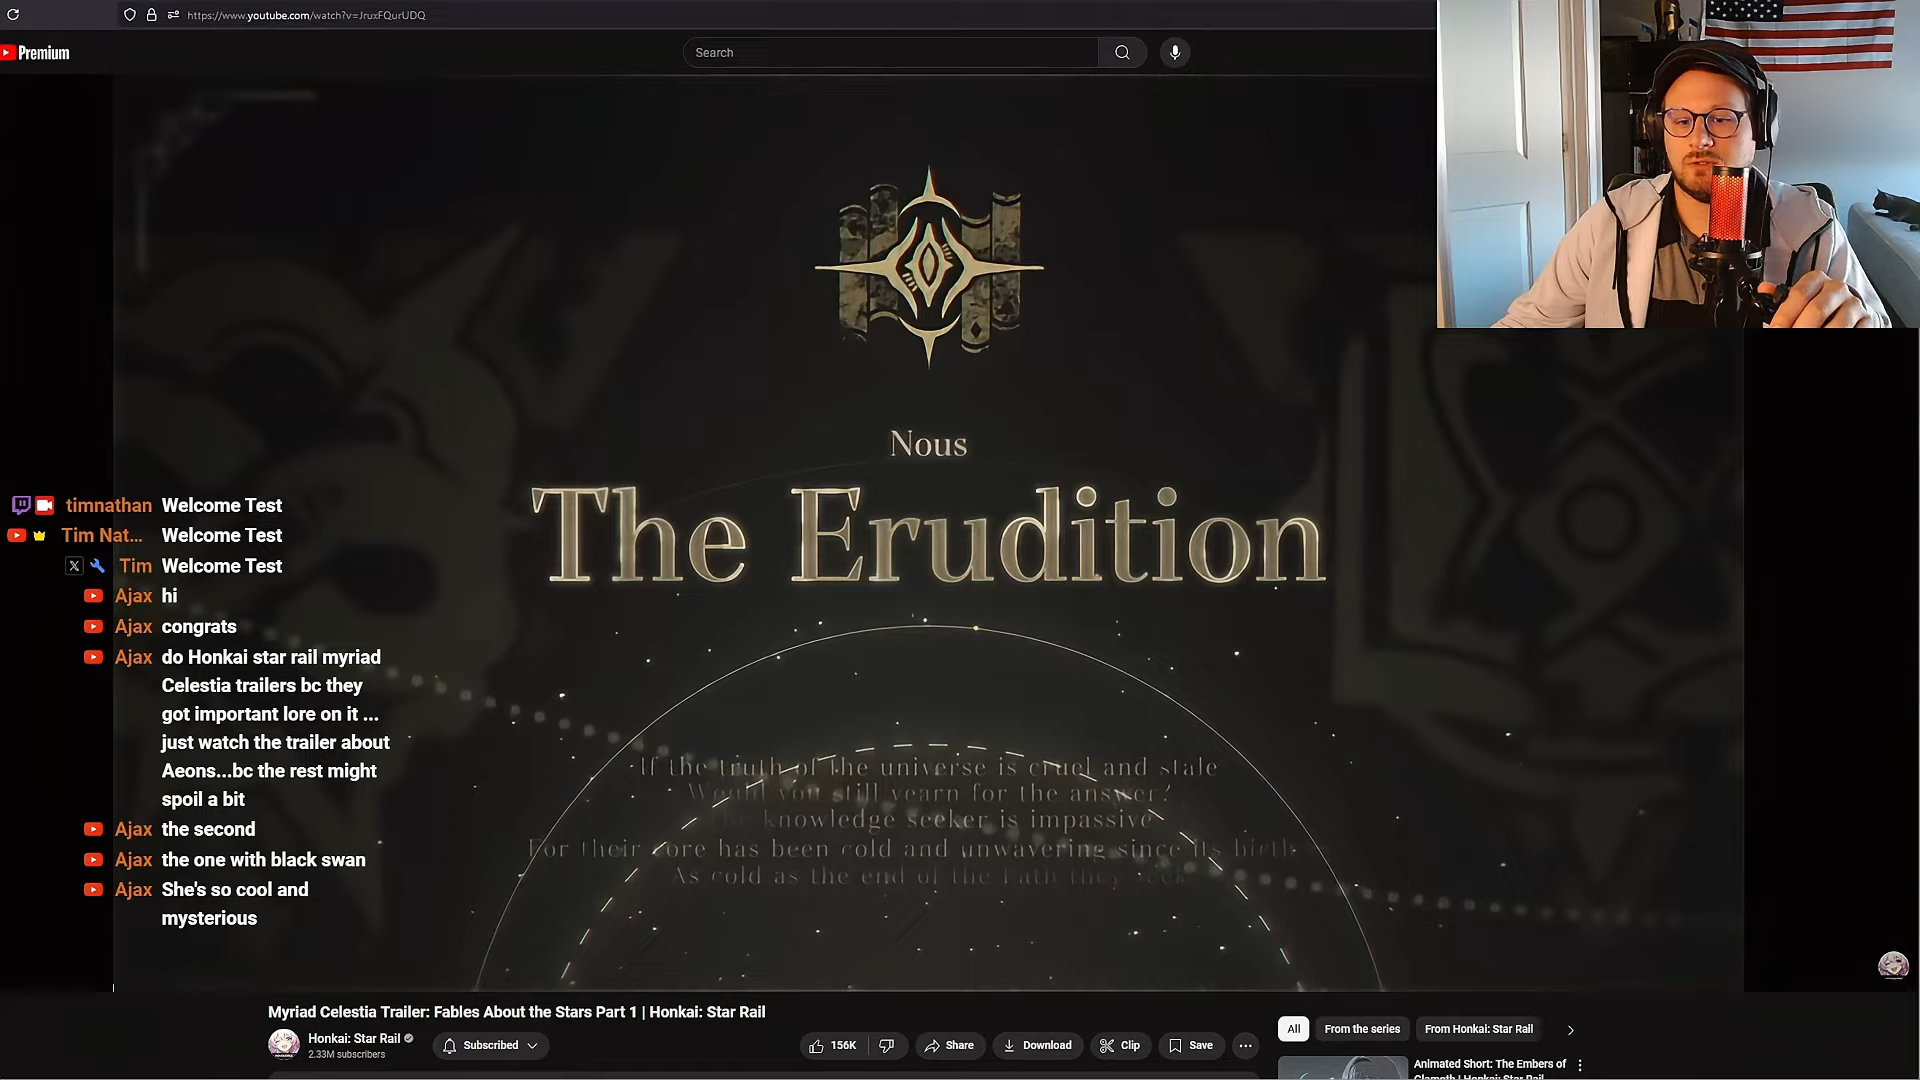 https://www.youtube.com/watch?v=JruxFQurUDQ
Premium
Search
Nous
The Erudition
If the truth of the universe is cruel and stale
Would you still yearn for the answer?
knowledge seeker is impassive
For their core has been cold and unwavering since its birth
As cold as the end of the Path they seek
timnathan Welcome Test
Tim Nat... Welcome Test
Tim Welcome Test
Ajax hi
Ajax congrats
Ajax do Honkai star rail myriad
Celestia trailers bc they
got important lore on it ...
just watch the trailer about
Aeons...bc the rest might
spoil a bit
Ajax the second
Ajax the one with black swan
Ajax She's so cool and
mysterious
Myriad Celestia Trailer: Fables About the Stars Part 1 | Honkai: Star Rail
Honkai: Star Rail
2.33M subscribers
Subscribed
156K
Share
Download
Clip
Save
All
From the series
From Honkai: Star Rail
Animated Short: The Embers of
Glamoth | Honkai: Star Rail